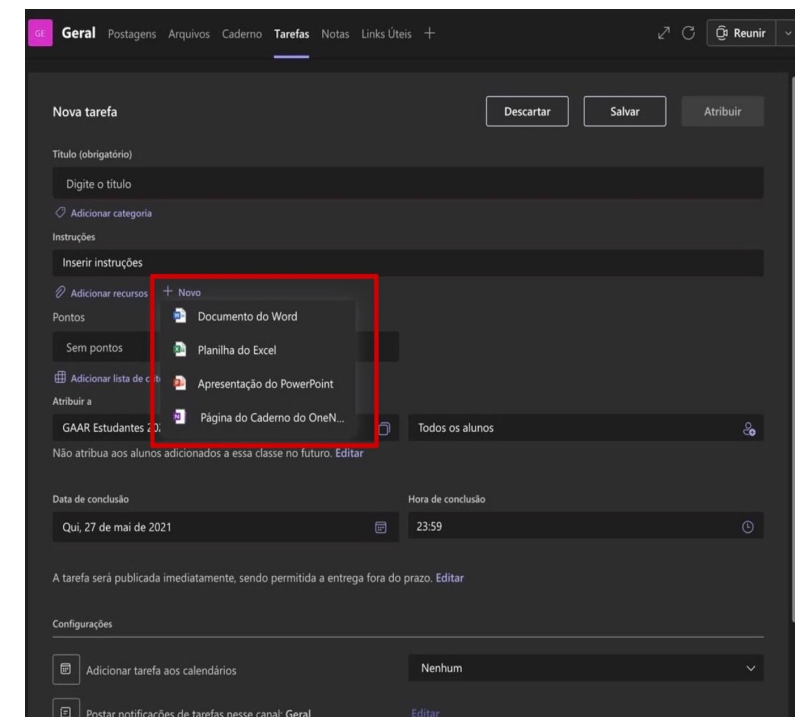 GE Geral Postagens Arquivos Caderno Tarefas Notas Links Úteis + Reunir
Nova tarefa Descartar Salvar Atribuir
Título (obrigatório)
Digite o título
Adicionar categoria
Instruções
Inserir instruções
Adicionar recursos + Novo
Documento do Word
Pontos
Sem pontos
Planilha do Excel
Adicionar lista de
Apresentação do PowerPoint
Atribuir a
GAAR Estudantes
Página do Caderno do OneN...
Todos os alunos
Não atribua aos alunos adicionados a essa classe no futuro. Editar
Data de conclusão Hora de conclusão
Qui, 27 de mai de 2021 23:59
A tarefa será publicada imediatamente, sendo permitida a entrega fora do prazo. Editar
Configurações
Adicionar tarefa aos calendários Nenhum
Postar notificações de tarefas nesse canal: Geral Editar